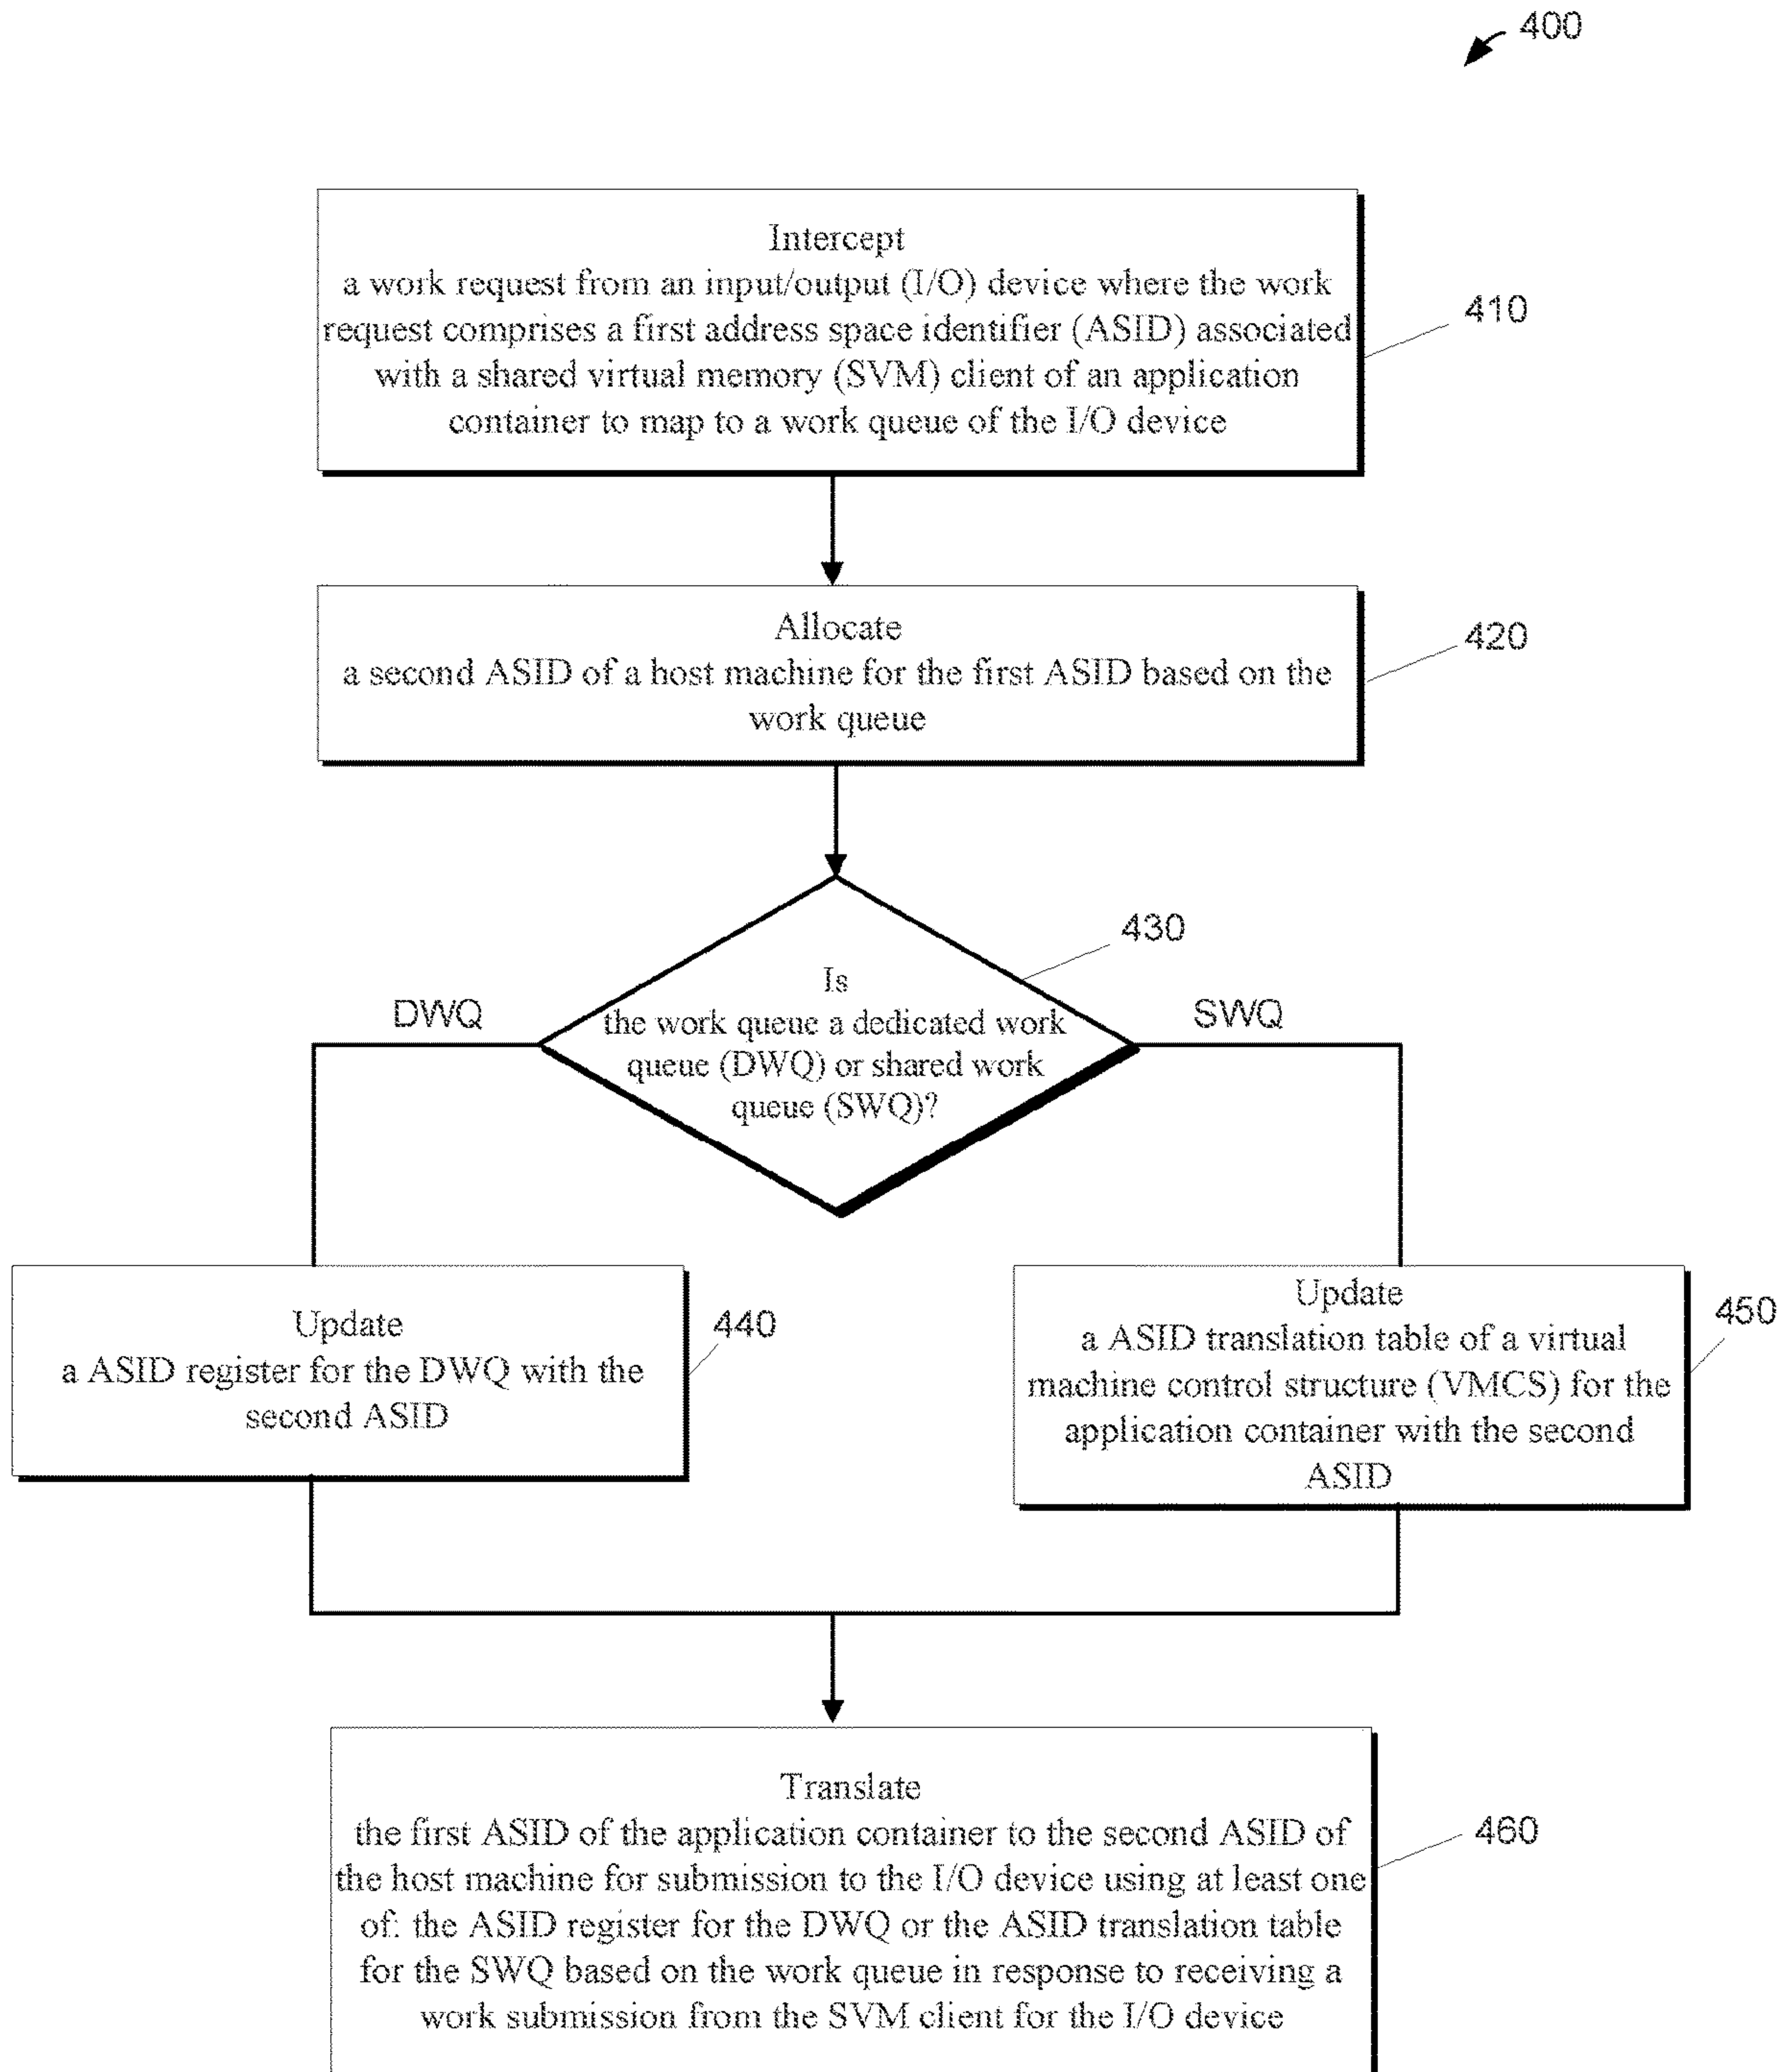 400
Intercept
a work request from an input/output (I/O) device where the work
request comprises a first address space identifier (ASID) associated
with a shared virtual memory (SVM) client of an application
container to map to a work queue of the I/O device
410
Allocate
a second ASID of a host machine for the first ASID based on the
work queue
420
430
Is
the work queue a dedicated work
queue (DWQ) or shared work
queue (SWQ)?
DWQ
SWQ
Update
a ASID register for the DWQ with the
second ASID
440
Update
a ASID translation table of a virtual
machine control structure (VMCS) for the
application container with the second
ASID
450
Translate
the first ASID of the application container to the second ASID of
the host machine for submission to the I/O device using at least one
of: the ASID register for the DWQ or the ASID translation table
for the SWQ based on the work queue in response to receiving a
work submission from the SVM client for the I/O device
460